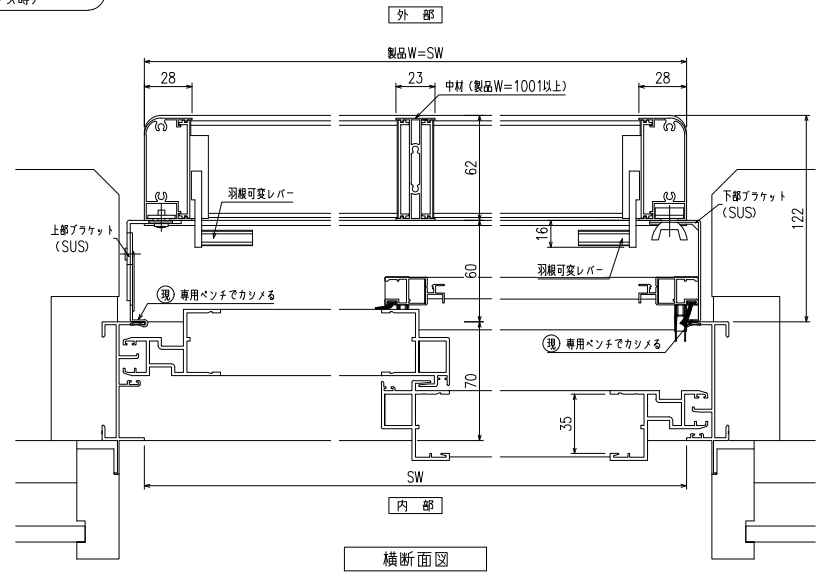 外 部
製品W=SW
28
23
28
中材（製品W=1001以上）
62
122
羽根可変レバー
下部ブラケット
(SUS)
上部ブラケット
(SUS)
16
羽根可変レバー
60
現 専用ペンチでカシメる
現 専用ペンチでカシメる
70
35
SW
内 部
横断面図